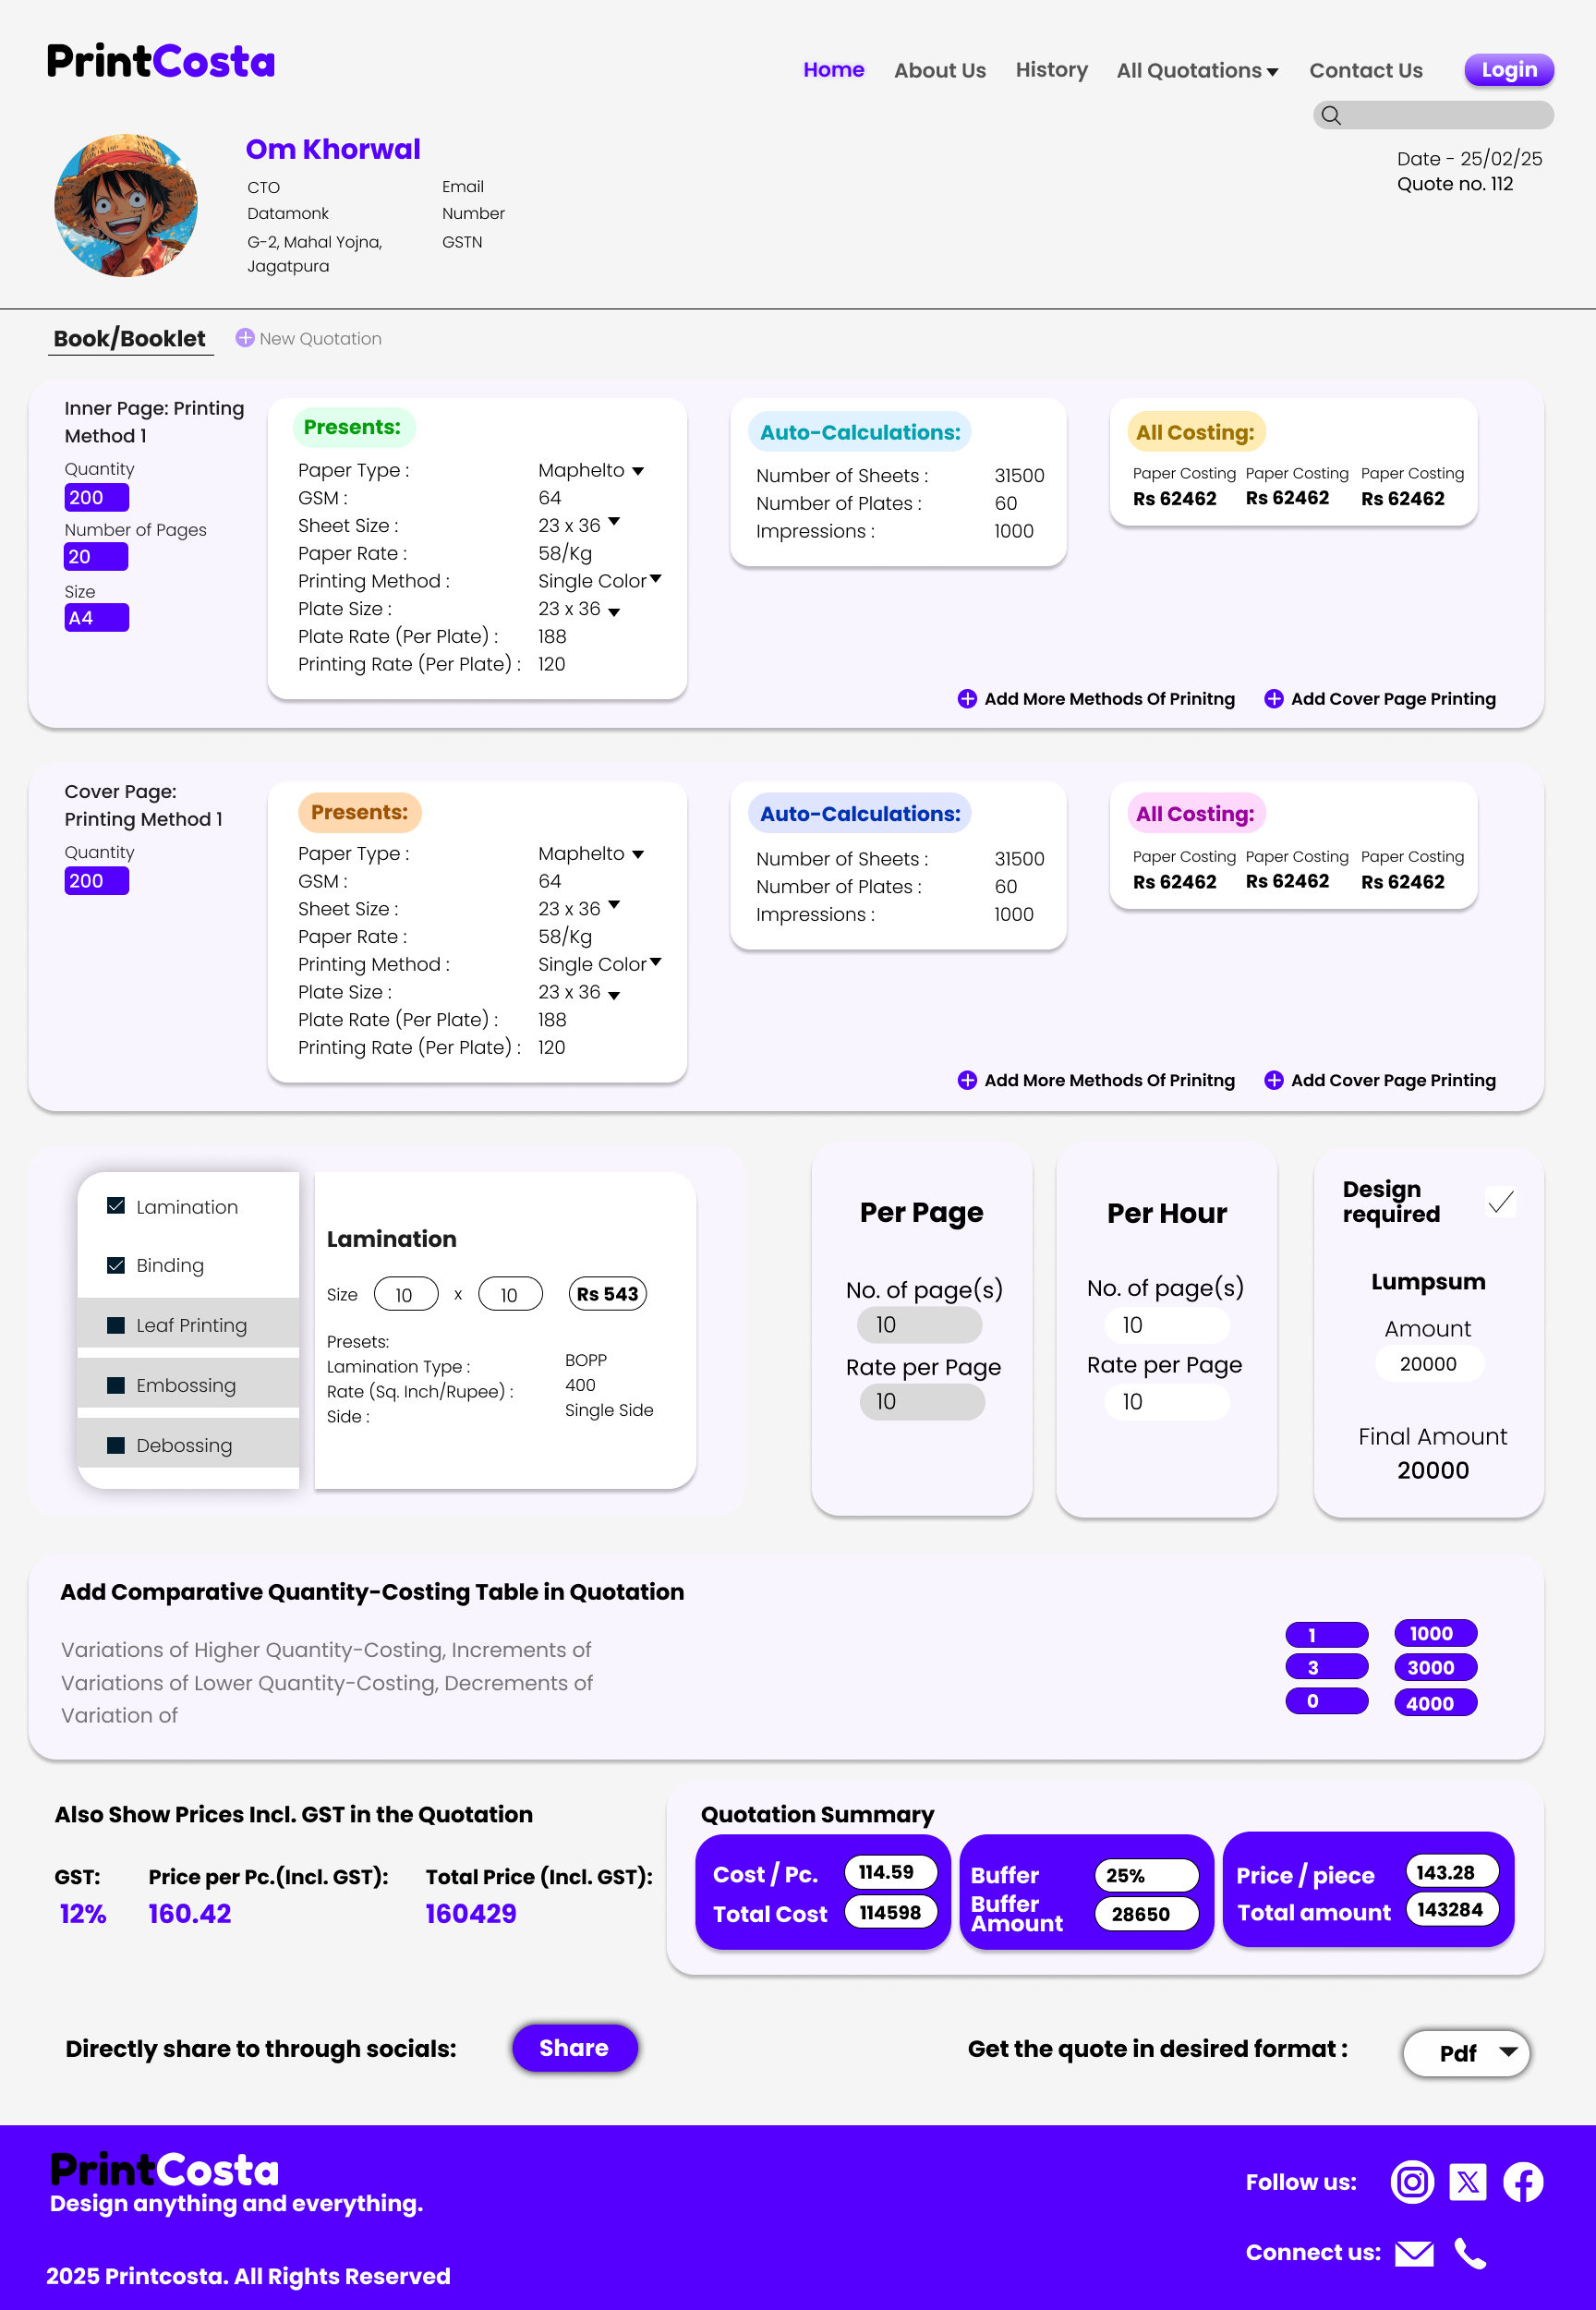 PrintCosta
Home About Us History All Quotations Contact Us Login
Om Khorwal
CTO
Datamonk
G-2, Mahal Yojna,
Jagatpura
Email
Number
GSTN
Date - 25/02/25
Quote no. 112
Book/Booklet New Quotation
Inner Page: Printing
Method 1
Quantity
200
Number of Pages
20
Size
A4
Presents:
Paper Type : Maphelto
GSM : 64
Sheet Size : 23 x 36
Paper Rate : 58/Kg
Printing Method : Single Color
Plate Size : 23 x 36
Plate Rate (Per Plate) : 188
Printing Rate (Per Plate) : 120
Auto-Calculations:
Number of Sheets : 31500
Number of Plates : 60
Impressions : 1000
All Costing:
Paper Costing Paper Costing Paper Costing
Rs 62462 Rs 62462 Rs 62462
Add More Methods Of Prinitng Add Cover Page Printing
Cover Page:
Printing Method 1
Quantity
200
Presents:
Paper Type : Maphelto
GSM : 64
Sheet Size : 23 x 36
Paper Rate : 58/Kg
Printing Method : Single Color
Plate Size : 23 x 36
Plate Rate (Per Plate) : 188
Printing Rate (Per Plate) : 120
Auto-Calculations:
Number of Sheets : 31500
Number of Plates : 60
Impressions : 1000
All Costing:
Paper Costing Paper Costing Paper Costing
Rs 62462 Rs 62462 Rs 62462
Add More Methods Of Prinitng Add Cover Page Printing
Lamination
Binding
Leaf Printing
Embossing
Debossing
Lamination
Size 10 x 10 Rs 543
Presets:
Lamination Type : BOPP
Rate (Sq. Inch/Rupee) : 400
Side : Single Side
Per Page
No. of page(s)
10
Rate per Page
10
Per Hour
No. of page(s)
10
Rate per Page
10
Design
required
Lumpsum
Amount
20000
Final Amount
20000
Add Comparative Quantity-Costing Table in Quotation
Variations of Higher Quantity-Costing, Increments of 1 1000
Variations of Lower Quantity-Costing, Decrements of 3 3000
Variation of 0 4000
Also Show Prices Incl. GST in the Quotation
GST: Price per Pc.(Incl. GST): Total Price (Incl. GST):
12% 160.42 160429
Quotation Summary
Cost / Pc. 114.59
Total Cost 114598
Buffer 25%
Buffer
Amount 28650
Price / piece 143.28
Total amount 143284
Directly share to through socials: Share
Get the quote in desired format : Pdf
PrintCosta
Design anything and everything.
2025 Printcosta. All Rights Reserved
Follow us:
Connect us: